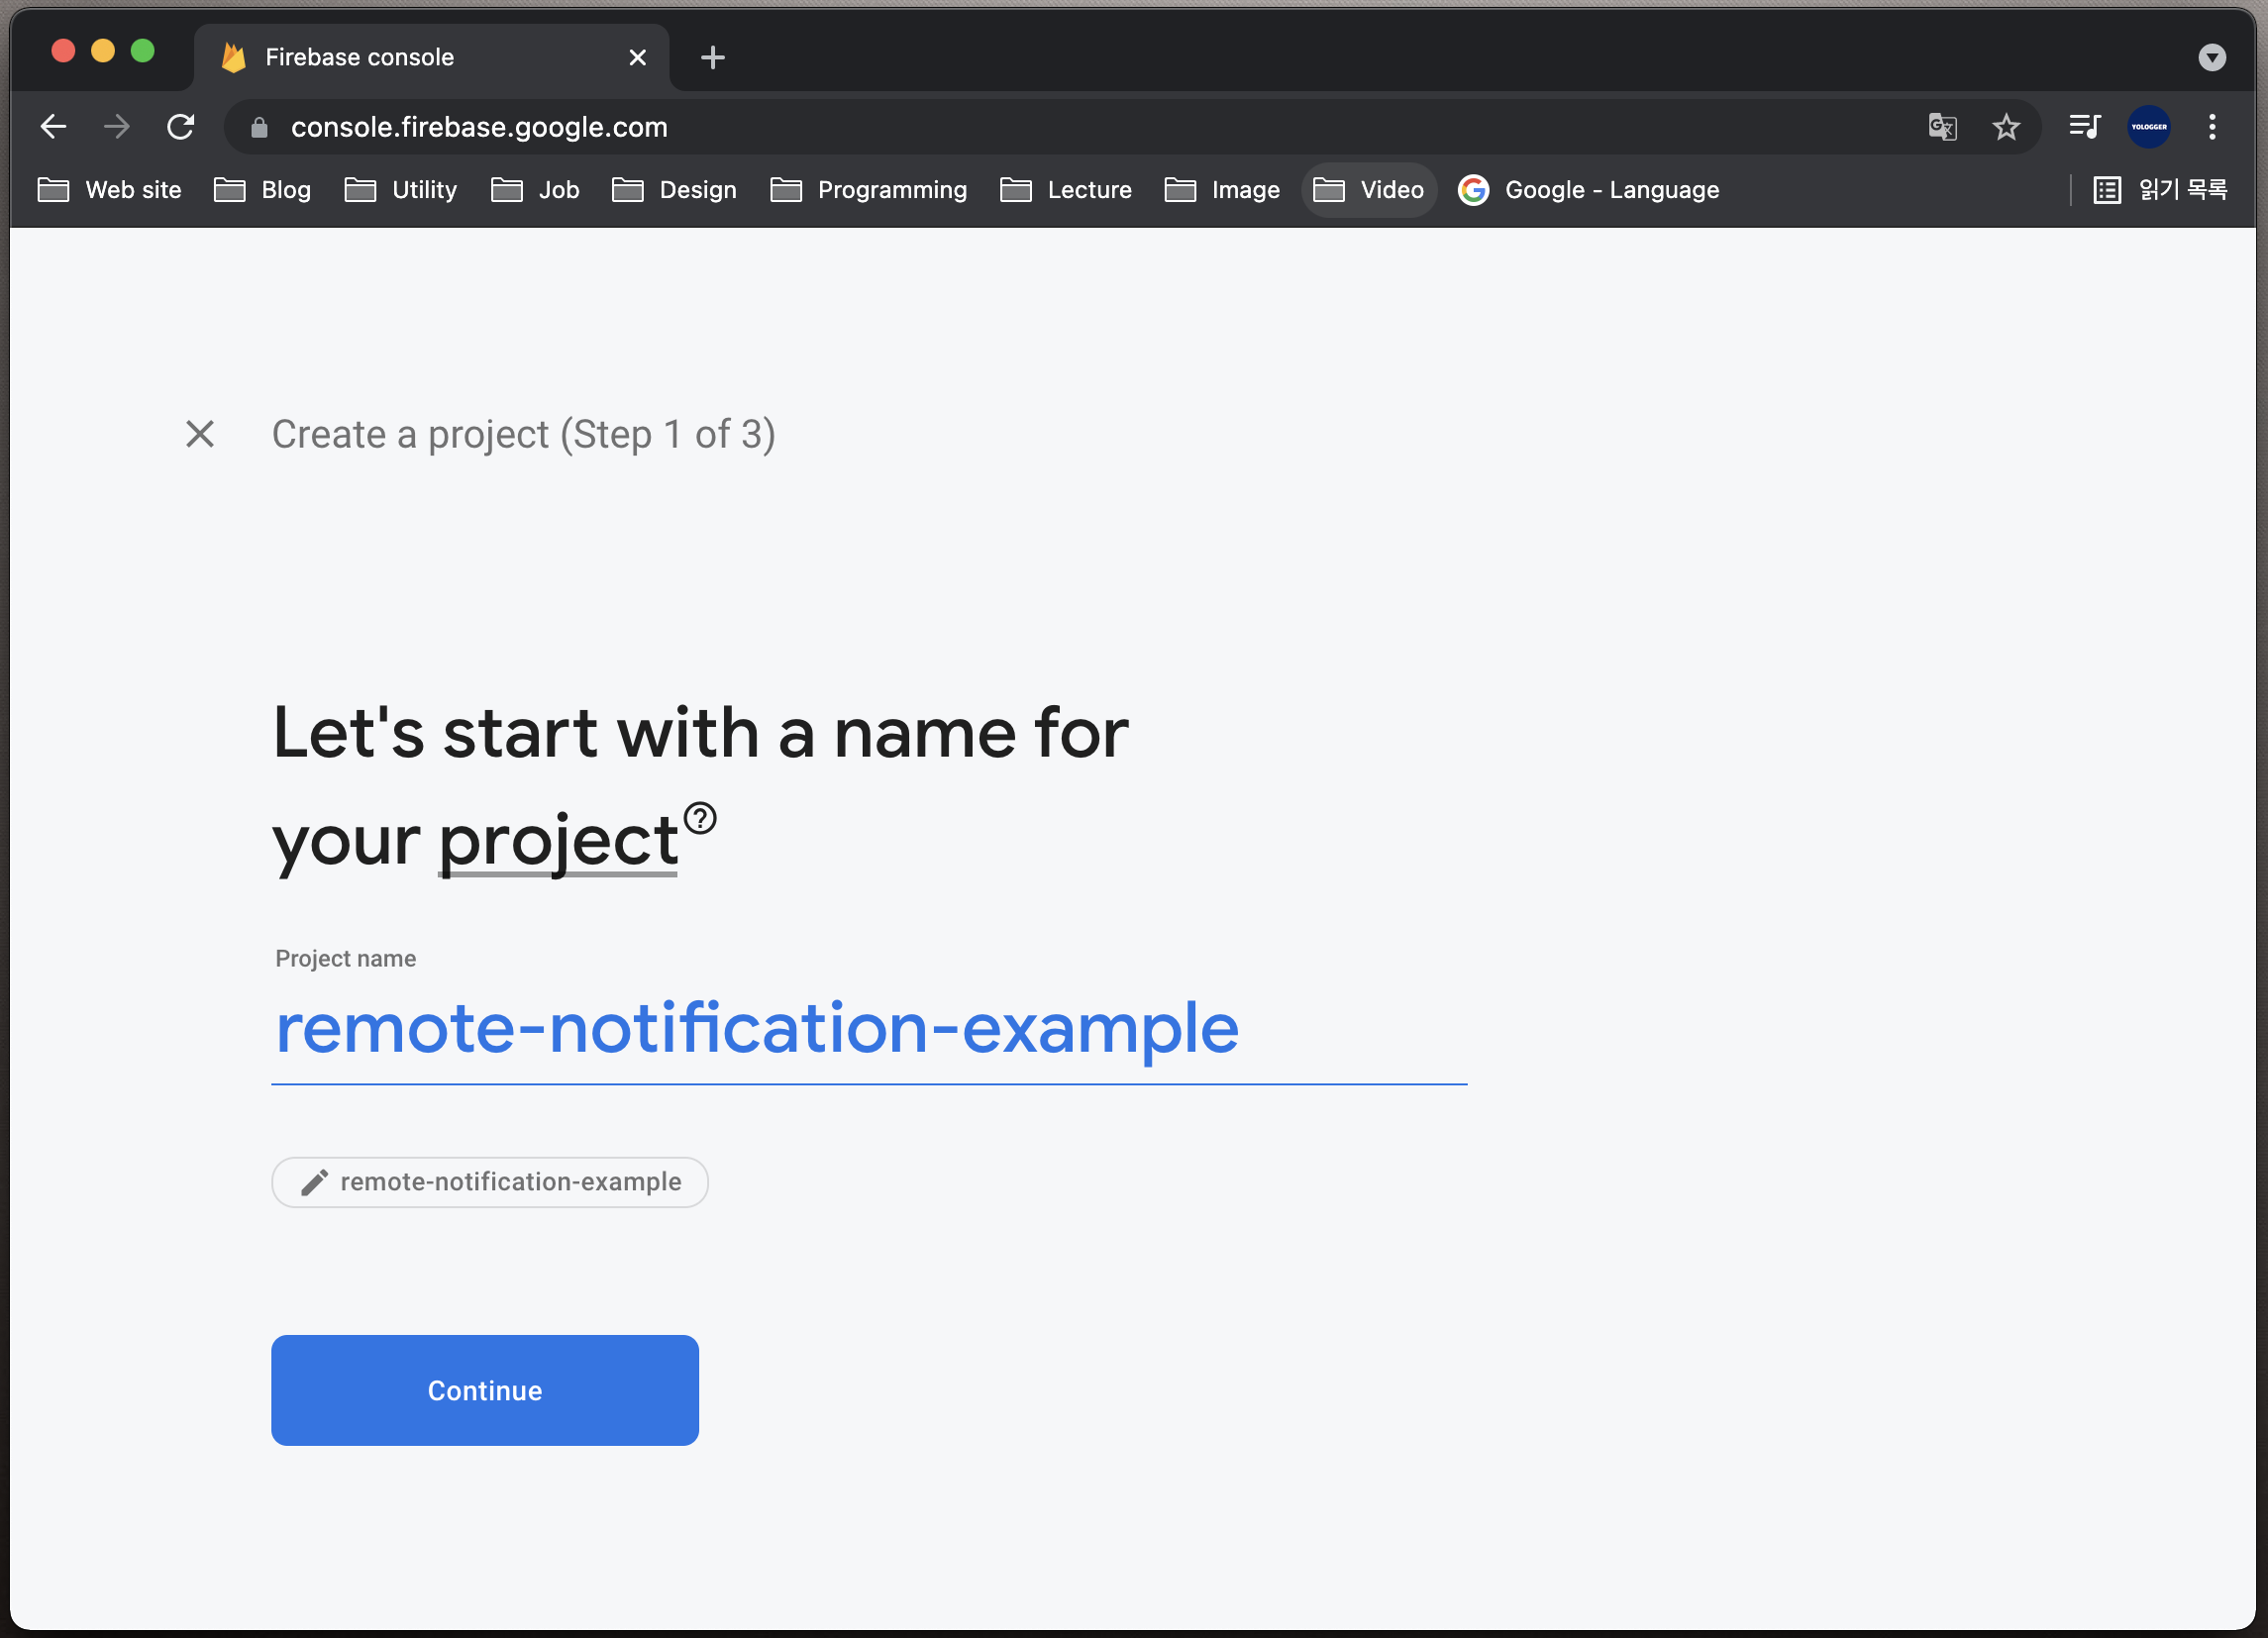 Firebase console
console.firebase.google.com
YOLOGGER
Web site Blog Utility Job Design Programming Lecture Image Video Google - Language 읽기 목록
Create a project (Step 1 of 3)
Let's start with a name for
your project
Project name
remote-notification-example
remote-notification-example
Continue